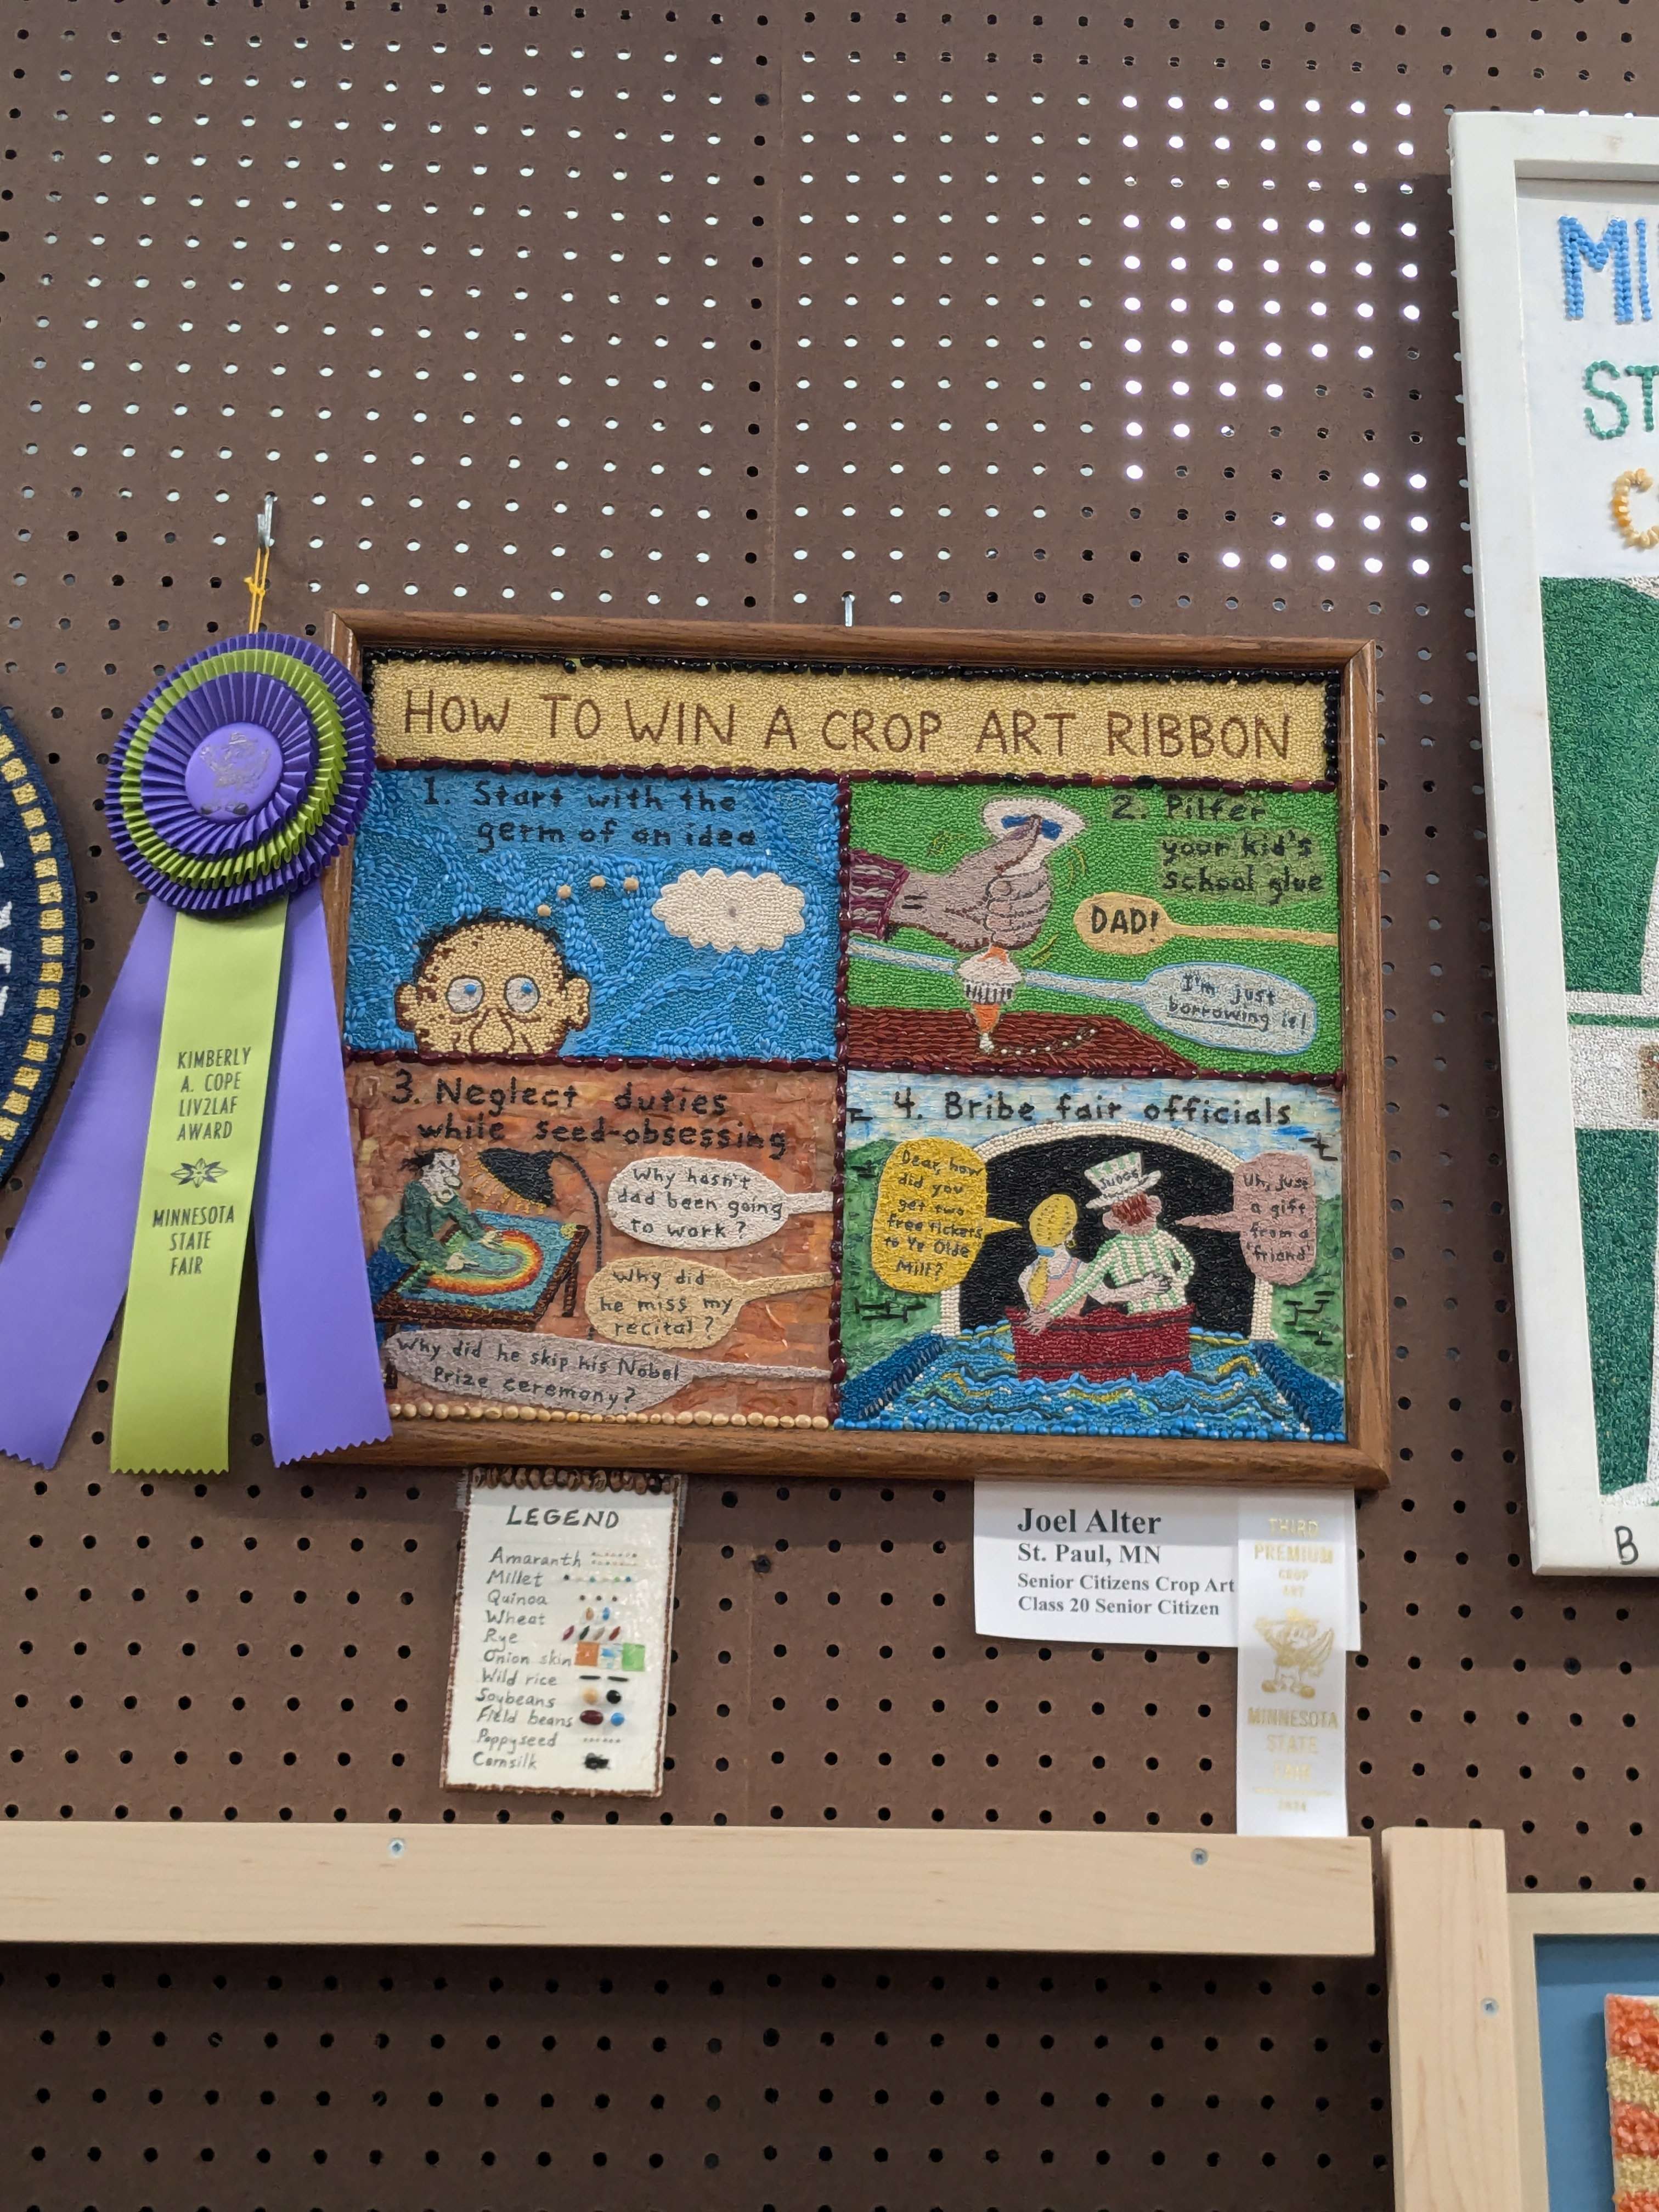 HOW TO WIN A CROP ART RIBBON
1. Start with the
germ of an idea
2. Pilfer
your kid's
school glue
DAD!
I'm just
borrowing it!
3. Neglect duties
while seed-obsessing
Why hasn't
dad been going
to work?
Why did
he miss my
recital?
Why did he skip his Nobel
Prize ceremony?
4. Bribe fair officials
Dear, how
did you
get two
free tickets
to Ye Olde
Mill?
JUDGE
Uh, just
a gift
from a
'friend'
KIMBERLY
A. COPE
LIV2LAF
AWARD
MINNESOTA
STATE
FAIR
LEGEND
Amaranth
Millet
Quinoa
Wheat
Rye
Onion skin
Wild rice
Soybeans
Field beans
Poppyseed
Cornsilk
Joel Alter
St. Paul, MN
Senior Citizens Crop Art
Class 20 Senior Citizen
THIRD
PREMIUM
CROP
ART
MINNESOTA
STATE
FAIR
MI
ST
C
B